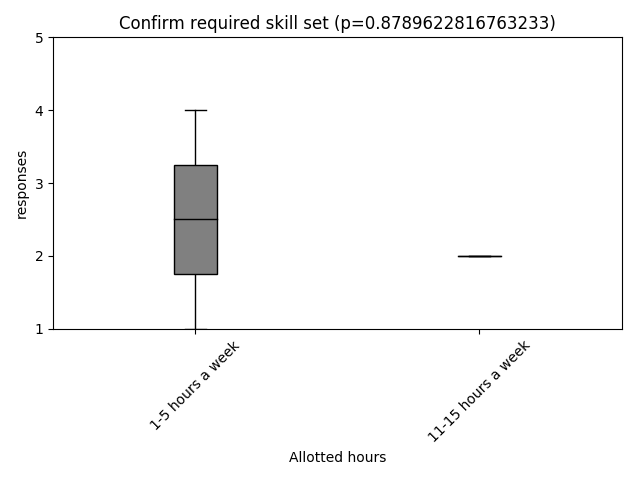 Confirm required skill set (p=0.8789622816763233)
5
4
3
2
1
responses
1-5 hours a week
11-15 hours a week
Allotted hours